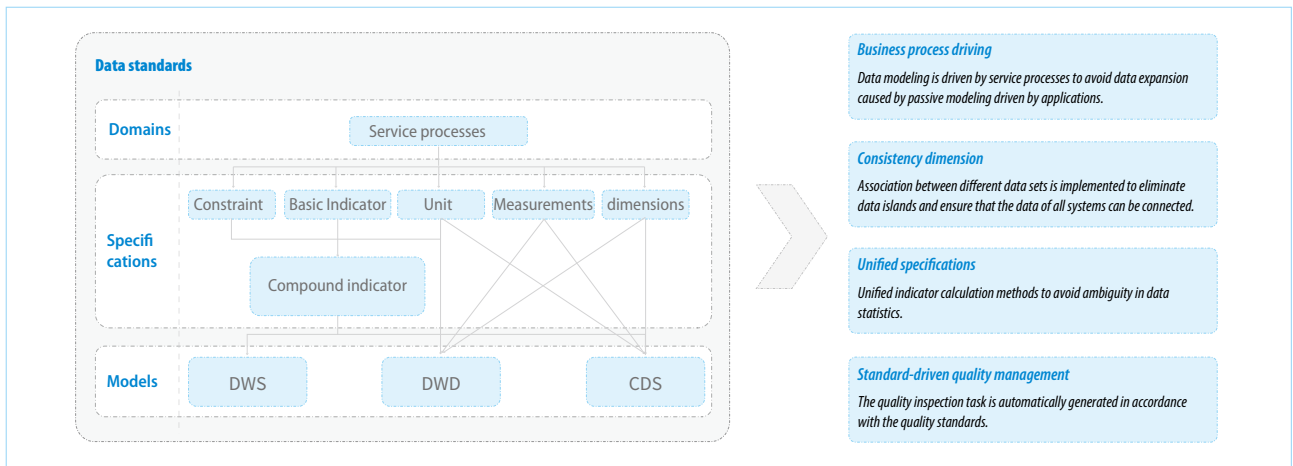 Data standards
Domains
Service processes
Specifi
cations
Constraint
Basic Indicator
Unit
Measurements
dimensions
Compound indicator
Models
DWS
DWD
CDS
Business process driving
Data modeling is driven by service processes to avoid data expansion
caused by passive modeling driven by applications.
Consistency dimension
Association between different data sets is implemented to eliminate
data islands and ensure that the data of all systems can be connected.
Unified specifications
Unified indicator calculation methods to avoid ambiguity in data
statistics.
Standard-driven quality management
The quality inspection task is automatically generated in accordance
with the quality standards.